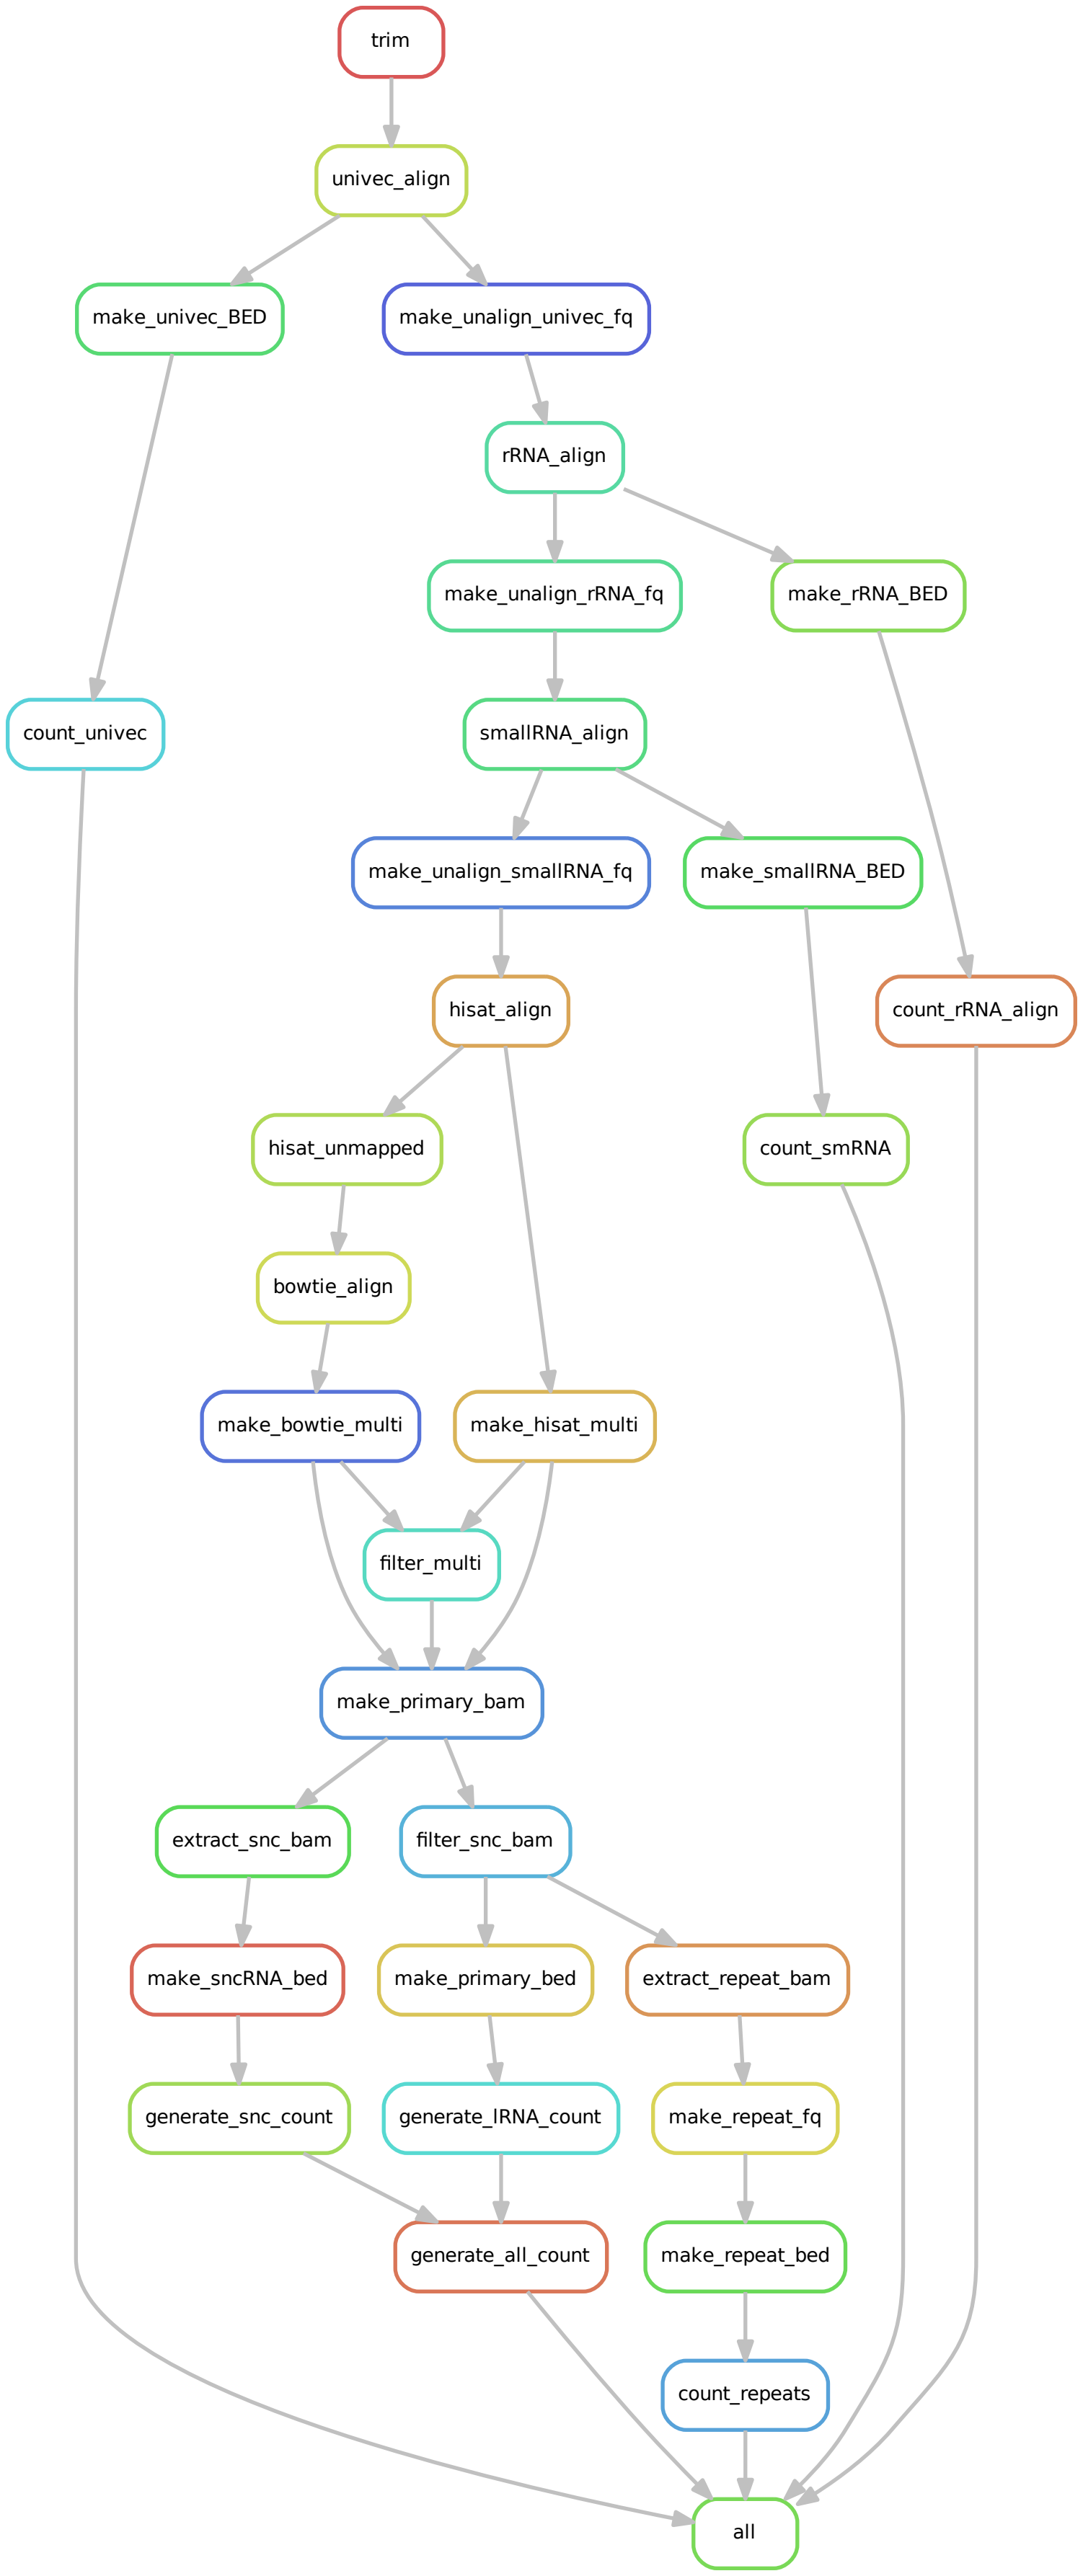 trim
univec_align
make_univec_BED
make_unalign_univec_fq
rRNA_align
make_unalign_rRNA_fq
make_rRNA_BED
count_univec
smallRNA_align
make_unalign_smallRNA_fq
make_smallRNA_BED
hisat_align
count_rRNA_align
hisat_unmapped
count_smRNA
bowtie_align
make_bowtie_multi
make_hisat_multi
filter_multi
make_primary_bam
extract_snc_bam
filter_snc_bam
make_sncRNA_bed
make_primary_bed
extract_repeat_bam
generate_snc_count
generate_lRNA_count
make_repeat_fq
generate_all_count
make_repeat_bed
count_repeats
all